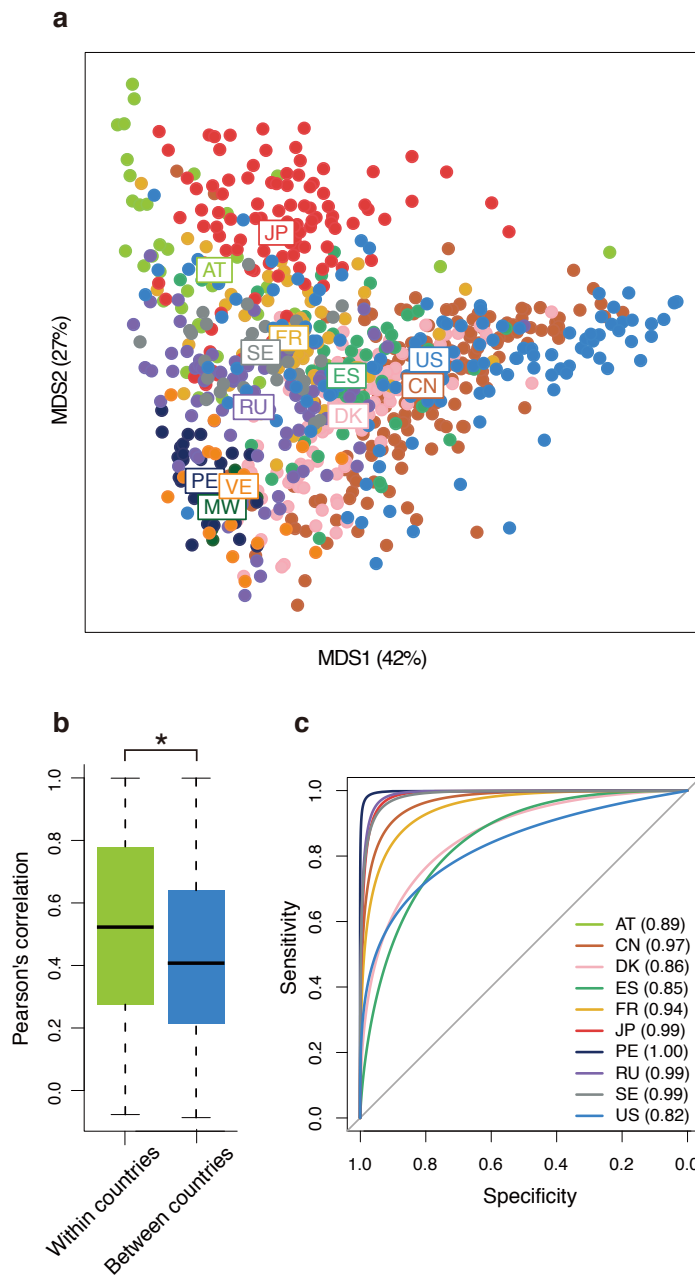 a
MDS2 (27%)
JP
AT
FR
SE
US
ES
CN
RU
DK
PE
VE
MW
MDS1 (42%)
b
*
Pearson's correlation
1.0
0.8
0.6
0.4
0.2
0.0
Within countries
Between countries
c
Sensitivity
1.0
0.8
0.6
0.4
0.2
0.0
AT (0.89)
CN (0.97)
DK (0.86)
ES (0.85)
FR (0.94)
JP (0.99)
PE (1.00)
RU (0.99)
SE (0.99)
US (0.82)
1.0 0.8 0.6 0.4 0.2 0.0
Specificity